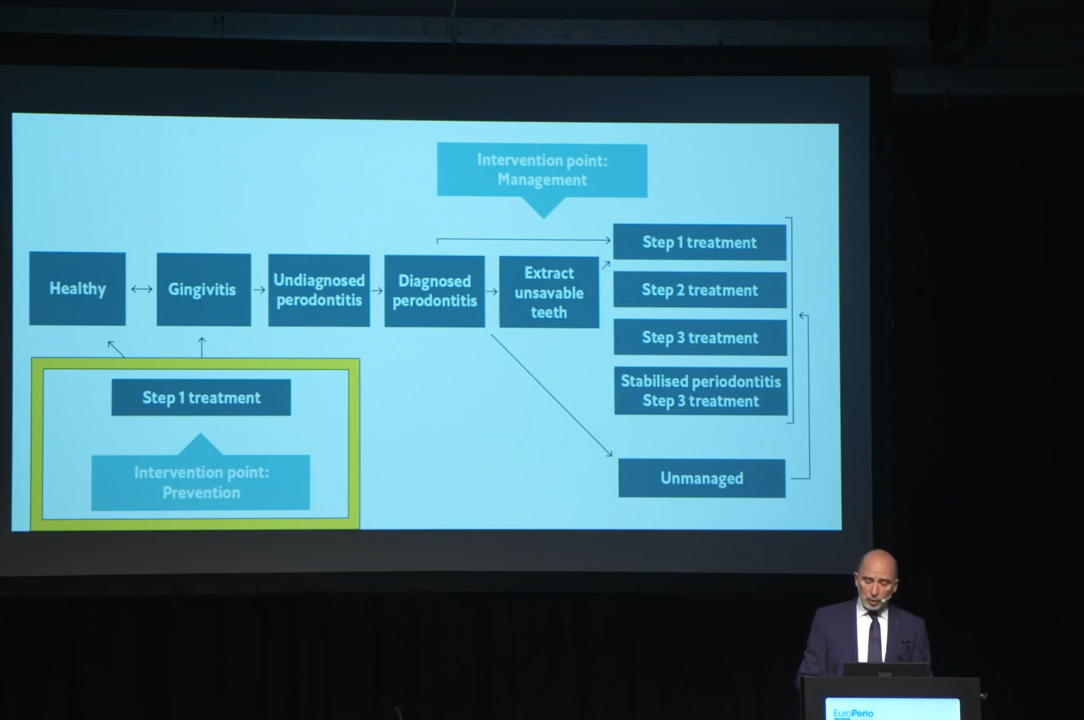 Intervention point:
Management
Healthy
Gingivitis
Undiagnosed
perodontitis
Diagnosed
perodontitis
Extract
unsavable
teeth
Step 1 treatment
Step 2 treatment
Step 3 treatment
Stabilised periodontitis
Step 3 treatment
Unmanaged
Step 1 treatment
Intervention point:
Prevention
EuroPerio